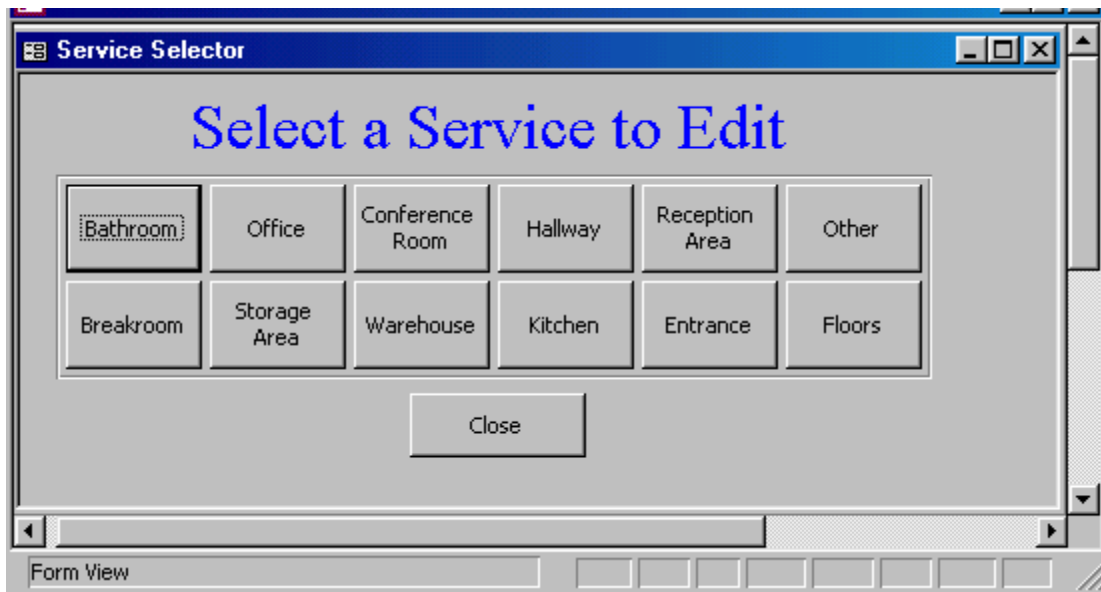 Service Selector
Select a Service to Edit
Bathroom
Office
Conference
Room
Hallway
Reception
Area
Other
Breakroom
Storage
Area
Warehouse
Kitchen
Entrance
Floors
Close
Form View